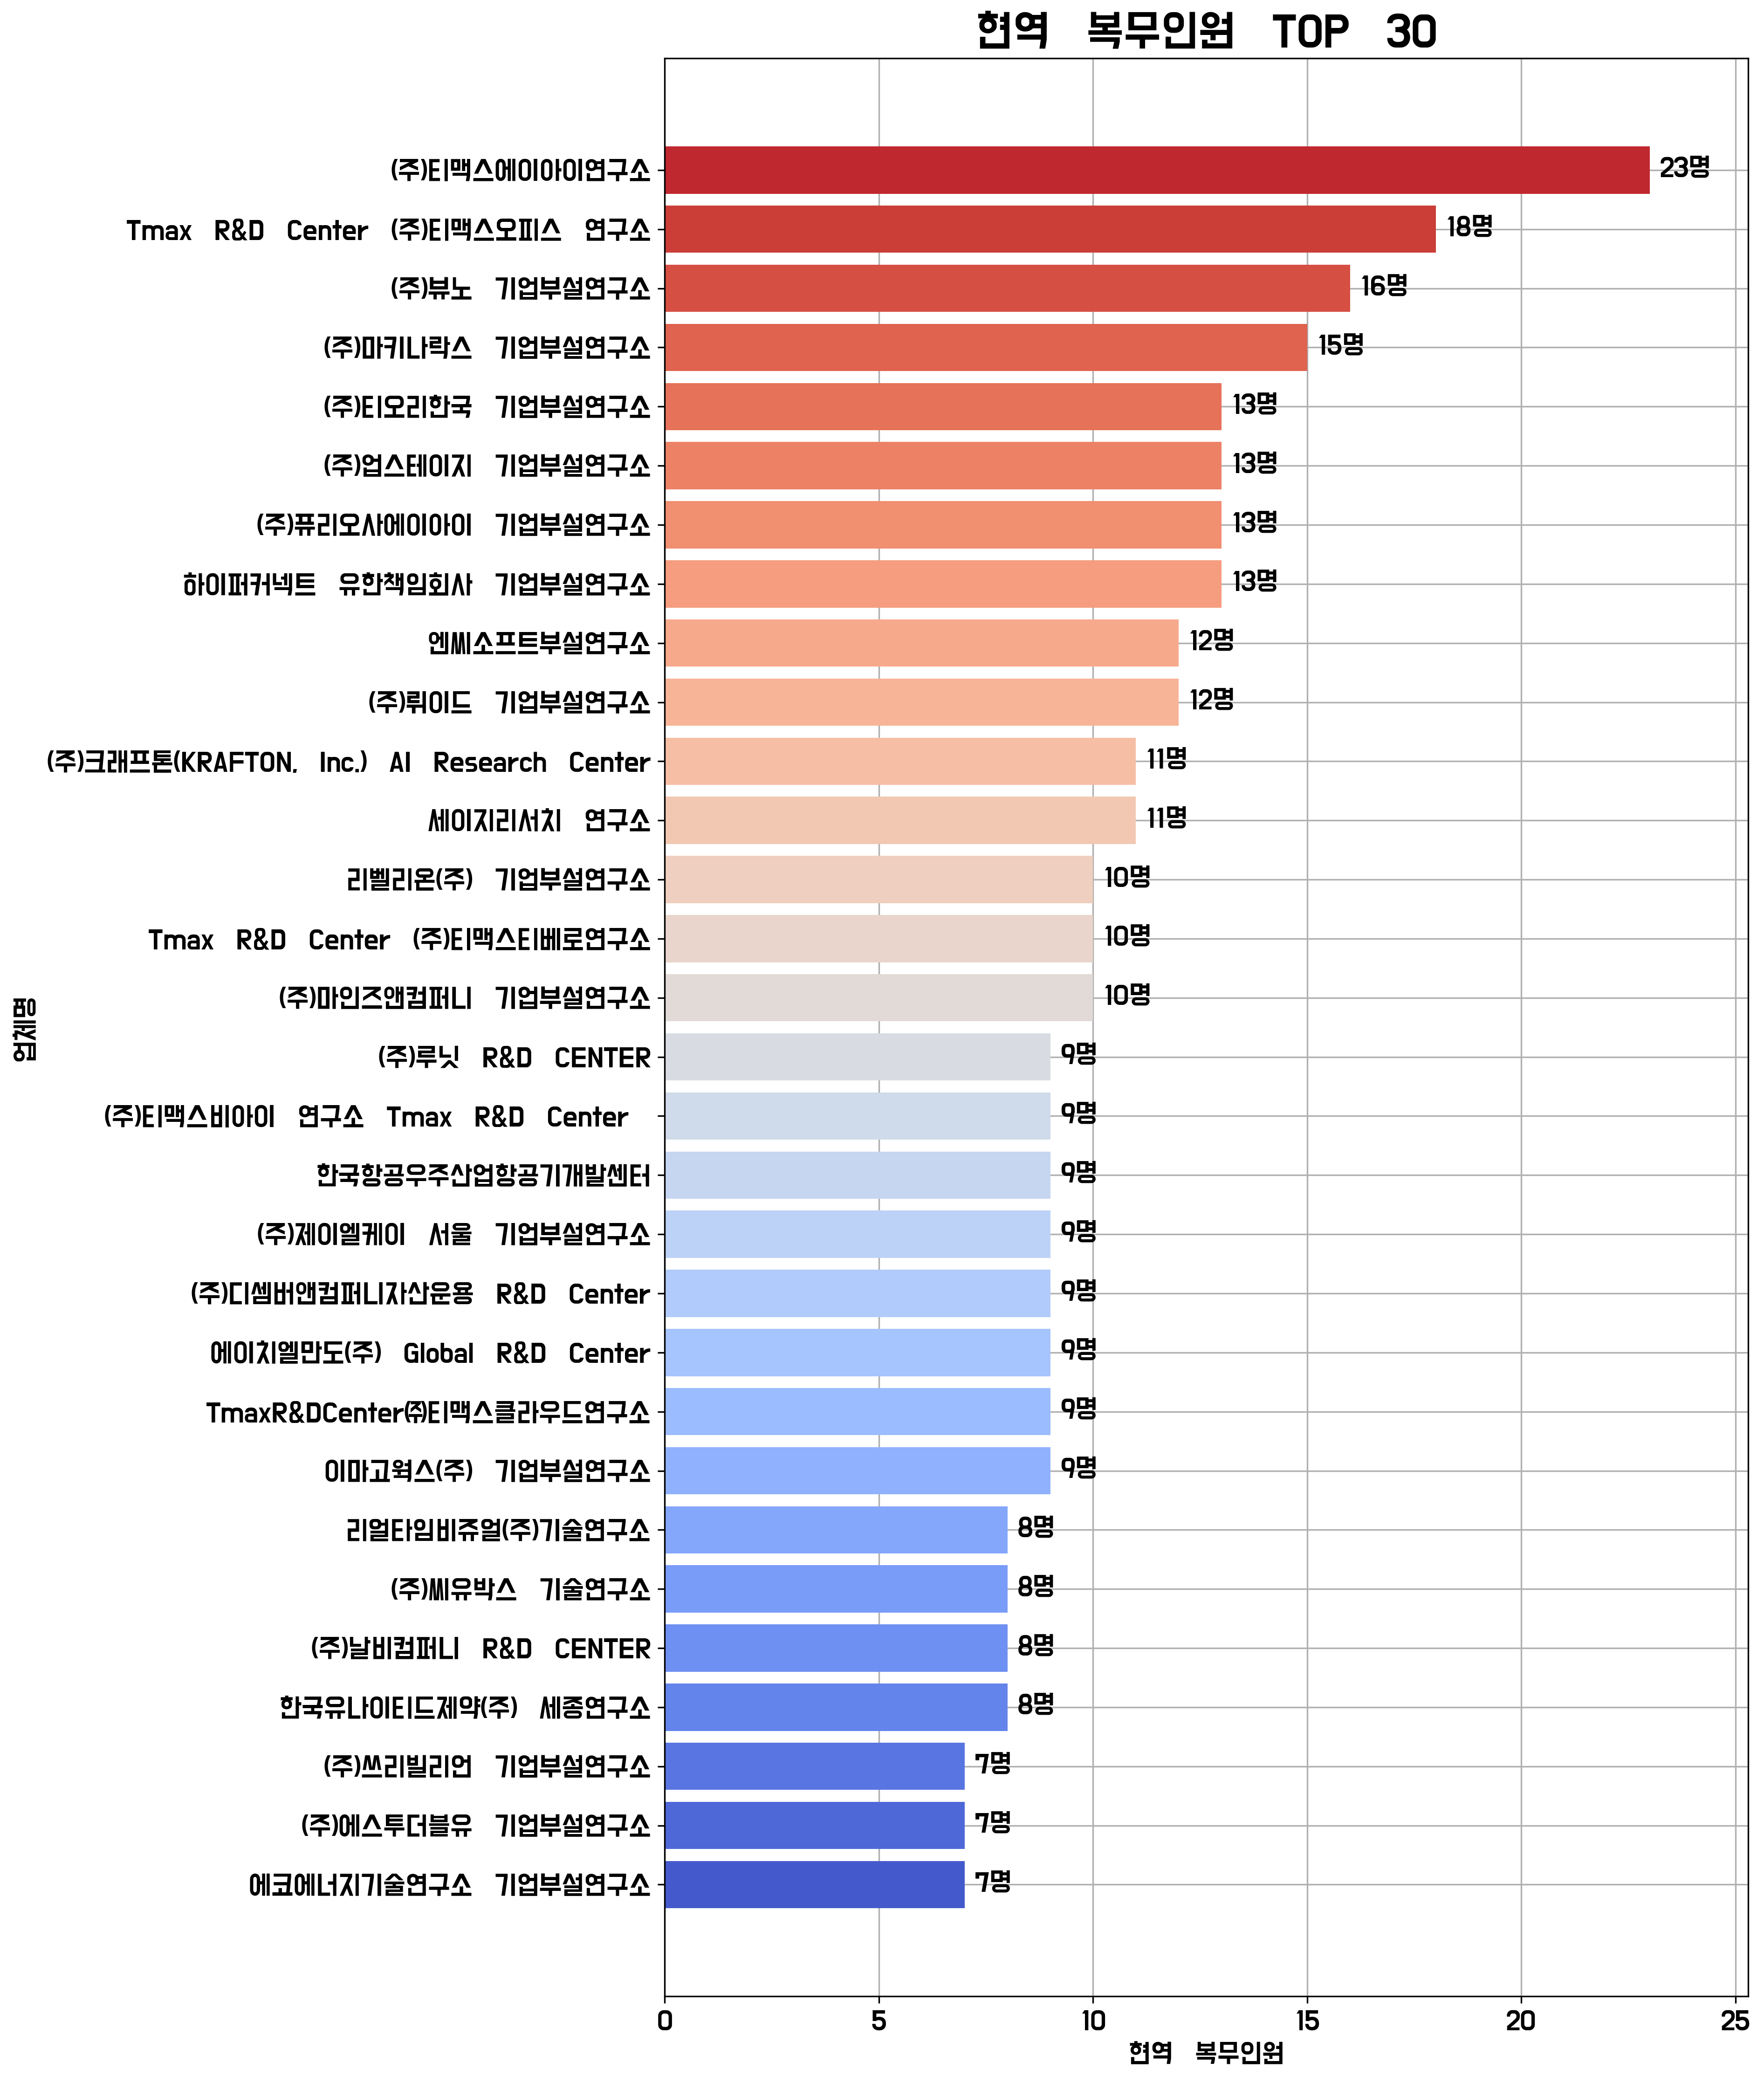 현역 복무인원 TOP 30
(주)티맥스에이아이연구소 23명
Tmax R&D Center (주)티맥스오피스 연구소 18명
(주)뷰노 기업부설연구소 16명
(주)마키나락스 기업부설연구소 15명
(주)티오리한국 기업부설연구소 13명
(주)업스테이지 기업부설연구소 13명
(주)퓨리오사에이아이 기업부설연구소 13명
하이퍼커넥트 유한책임회사 기업부설연구소 13명
엔씨소프트부설연구소 12명
(주)뤼이드 기업부설연구소 12명
(주)크래프톤(KRAFTON, Inc.) AI Research Center 11명
세이지리서치 연구소 11명
리벨리온(주) 기업부설연구소 10명
Tmax R&D Center (주)티맥스티베로연구소 10명
(주)마인즈앤컴퍼니 기업부설연구소 10명
(주)루닛 R&D CENTER 9명
(주)티맥스비아이 연구소 Tmax R&D Center 9명
한국항공우주산업항공기개발센터 9명
(주)제이엘케이 서울 기업부설연구소 9명
(주)디셈버앤컴퍼니자산운용 R&D Center 9명
에이치엘만도(주) Global R&D Center 9명
TmaxR&DCenter㈜티맥스클라우드연구소 9명
이마고웍스(주) 기업부설연구소 9명
리얼타임비쥬얼(주)기술연구소 8명
(주)씨유박스 기술연구소 8명
(주)날비컴퍼니 R&D CENTER 8명
한국유나이티드제약(주) 세종연구소 8명
(주)쓰리빌리언 기업부설연구소 7명
(주)에스투더블유 기업부설연구소 7명
에코에너지기술연구소 기업부설연구소 7명
업체명
0 5 10 15 20 25
현역 복무인원